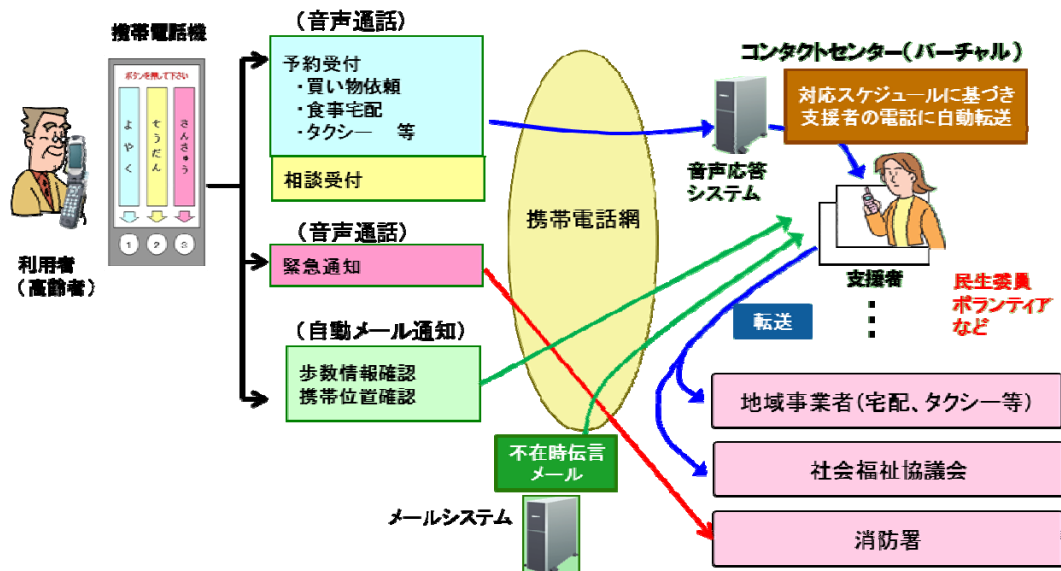 携帯電話機
ボタンを押して下さい
よやく
そうだん
きんきゅう
1
2
3
利用者
(高齢者)
(音声通話)
予約受付
・買い物依頼
・食事宅配
・タクシー 等
相談受付
(音声通話)
緊急通知
(自動メール通知)
歩数情報確認
携帯位置確認
携帯電話網
不在時伝言
メール
メールシステム
コンタクトセンター(バーチャル)
対応スケジュールに基づき
支援者の電話に自動転送
音声応答
システム
支援者
民生委員
ボランティア
など
転送
地域事業者(宅配、タクシー等)
社会福祉協議会
消防署